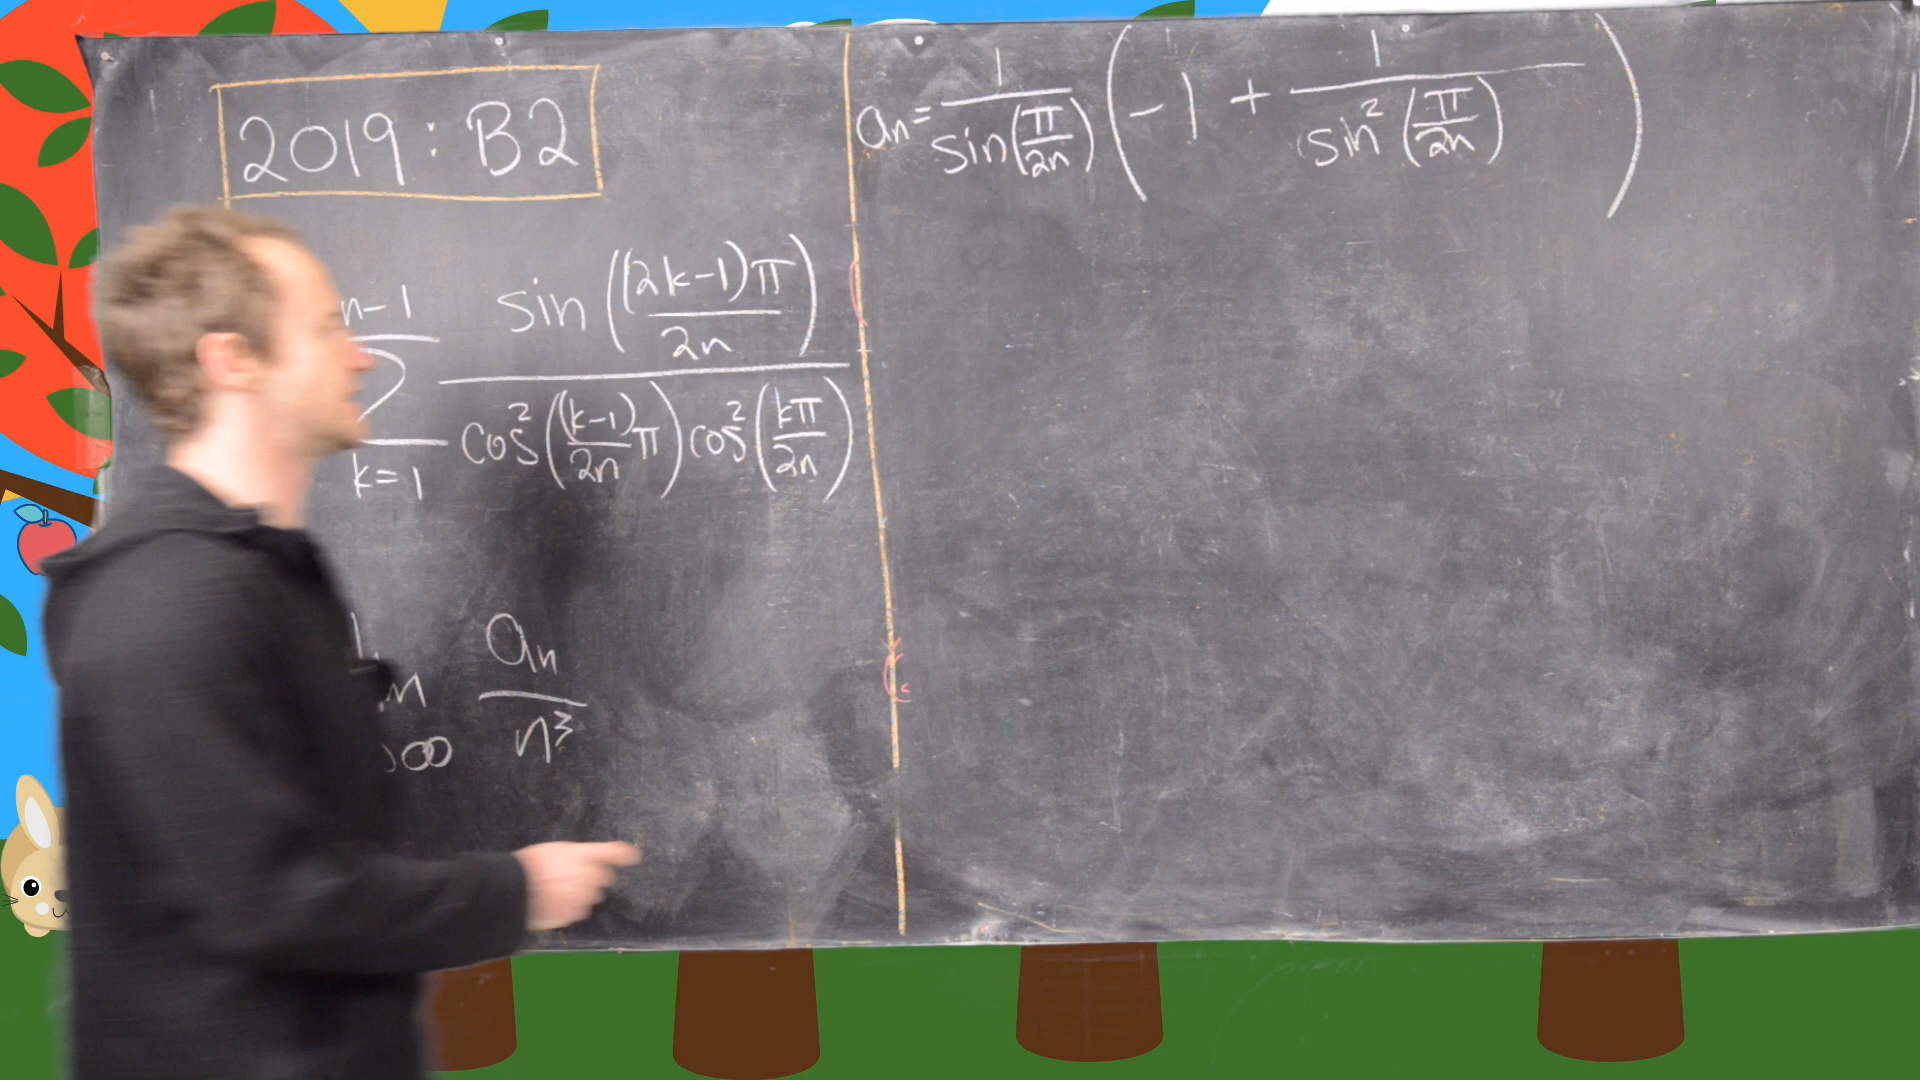 2019: B2
n-1
∑ sin((2k-1)π/2n) / cos²((k-1)/2n π) cos²(kπ/2n)
k=1
an / n³
∞
an = 1/sin(π/2n) (-1 + 1/sin²(π/2n))